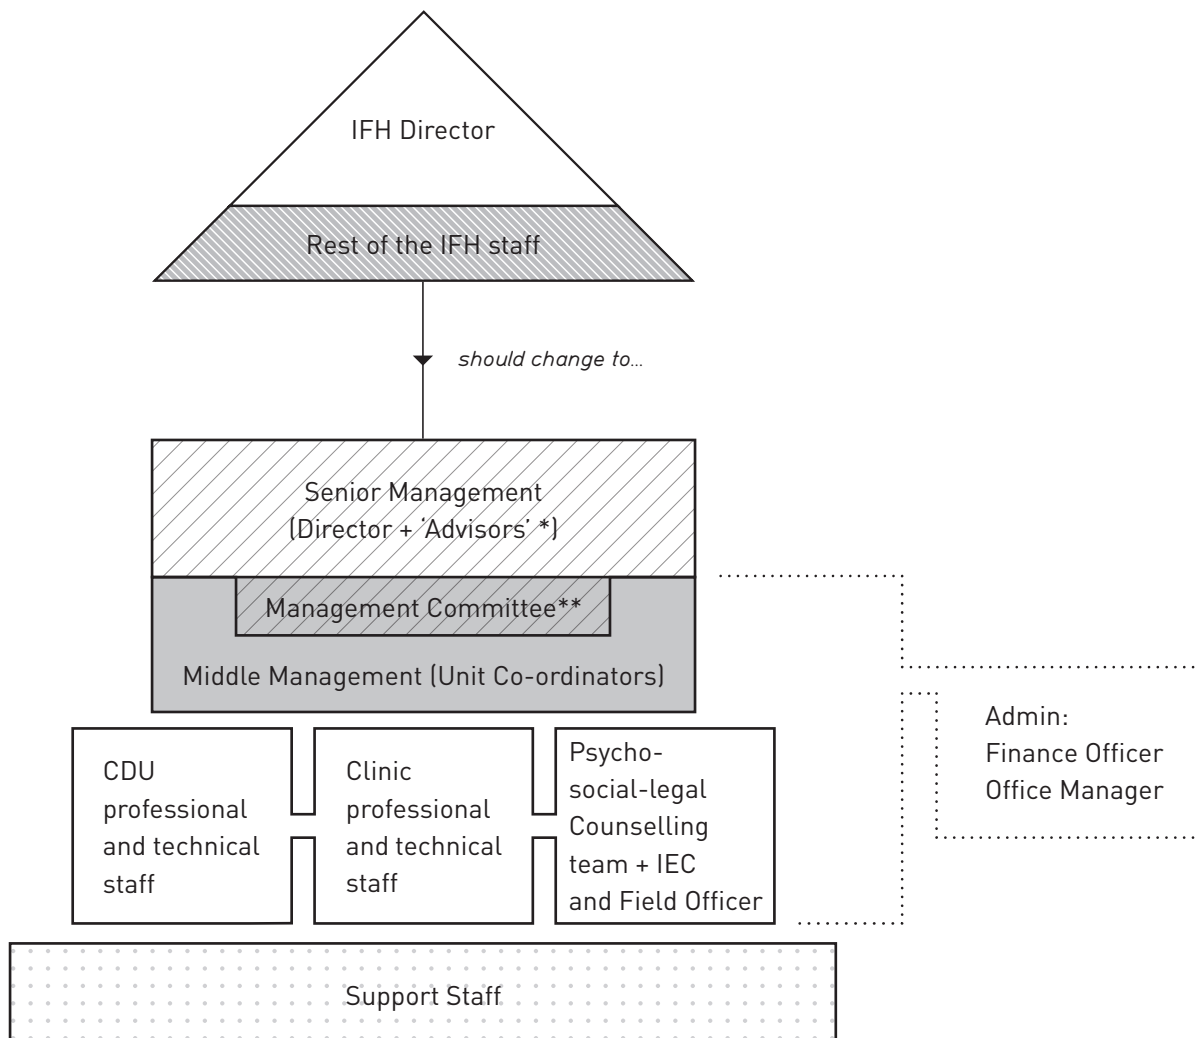 IFH Director
Rest of the IFH staff
should change to...
Senior Management
(Director + ‘Advisors’ *)
Management Committee**
Middle Management (Unit Co-ordinators)
CDU
professional
and technical
staff
Clinic
professional
and technical
staff
Psycho-
social-legal
Counselling
team + IEC
and Field Officer
Admin:
Finance Officer
Office Manager
Support Staff